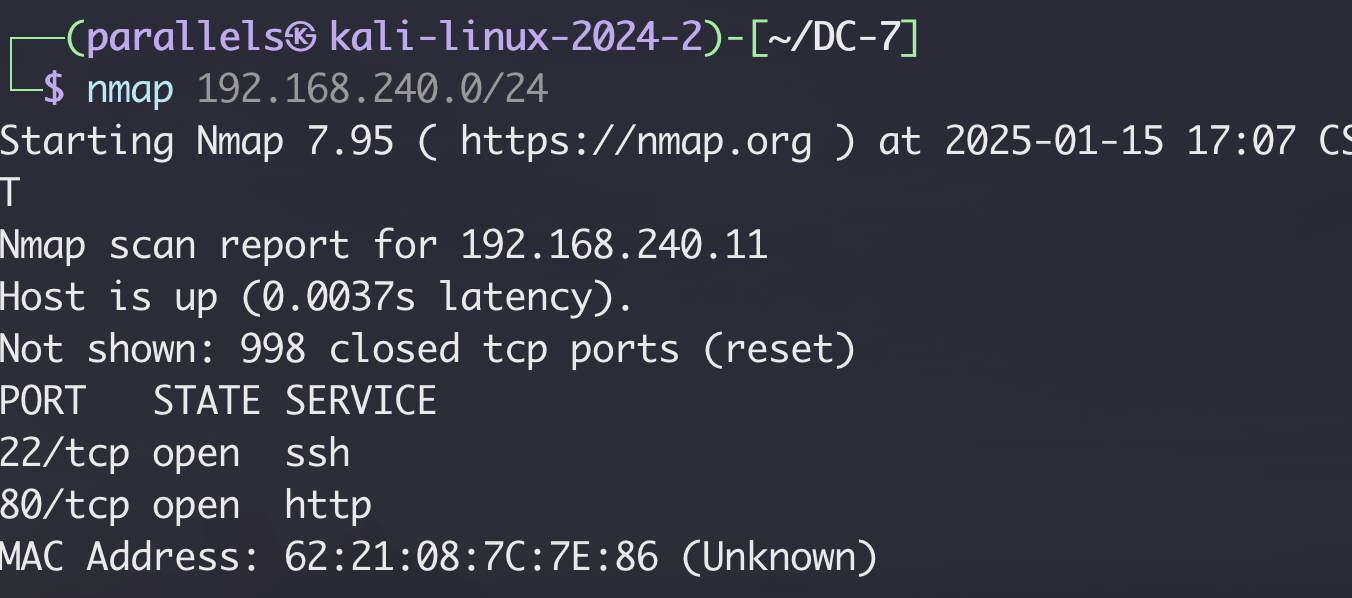 ┌──(parallels㉿kali-linux-2024-2)-[~/DC-7]
└─$ nmap 192.168.240.0/24
Starting Nmap 7.95 ( https://nmap.org ) at 2025-01-15 17:07 CS
T
Nmap scan report for 192.168.240.11
Host is up (0.0037s latency).
Not shown: 998 closed tcp ports (reset)
PORT   STATE SERVICE
22/tcp open  ssh
80/tcp open  http
MAC Address: 62:21:08:7C:7E:86 (Unknown)